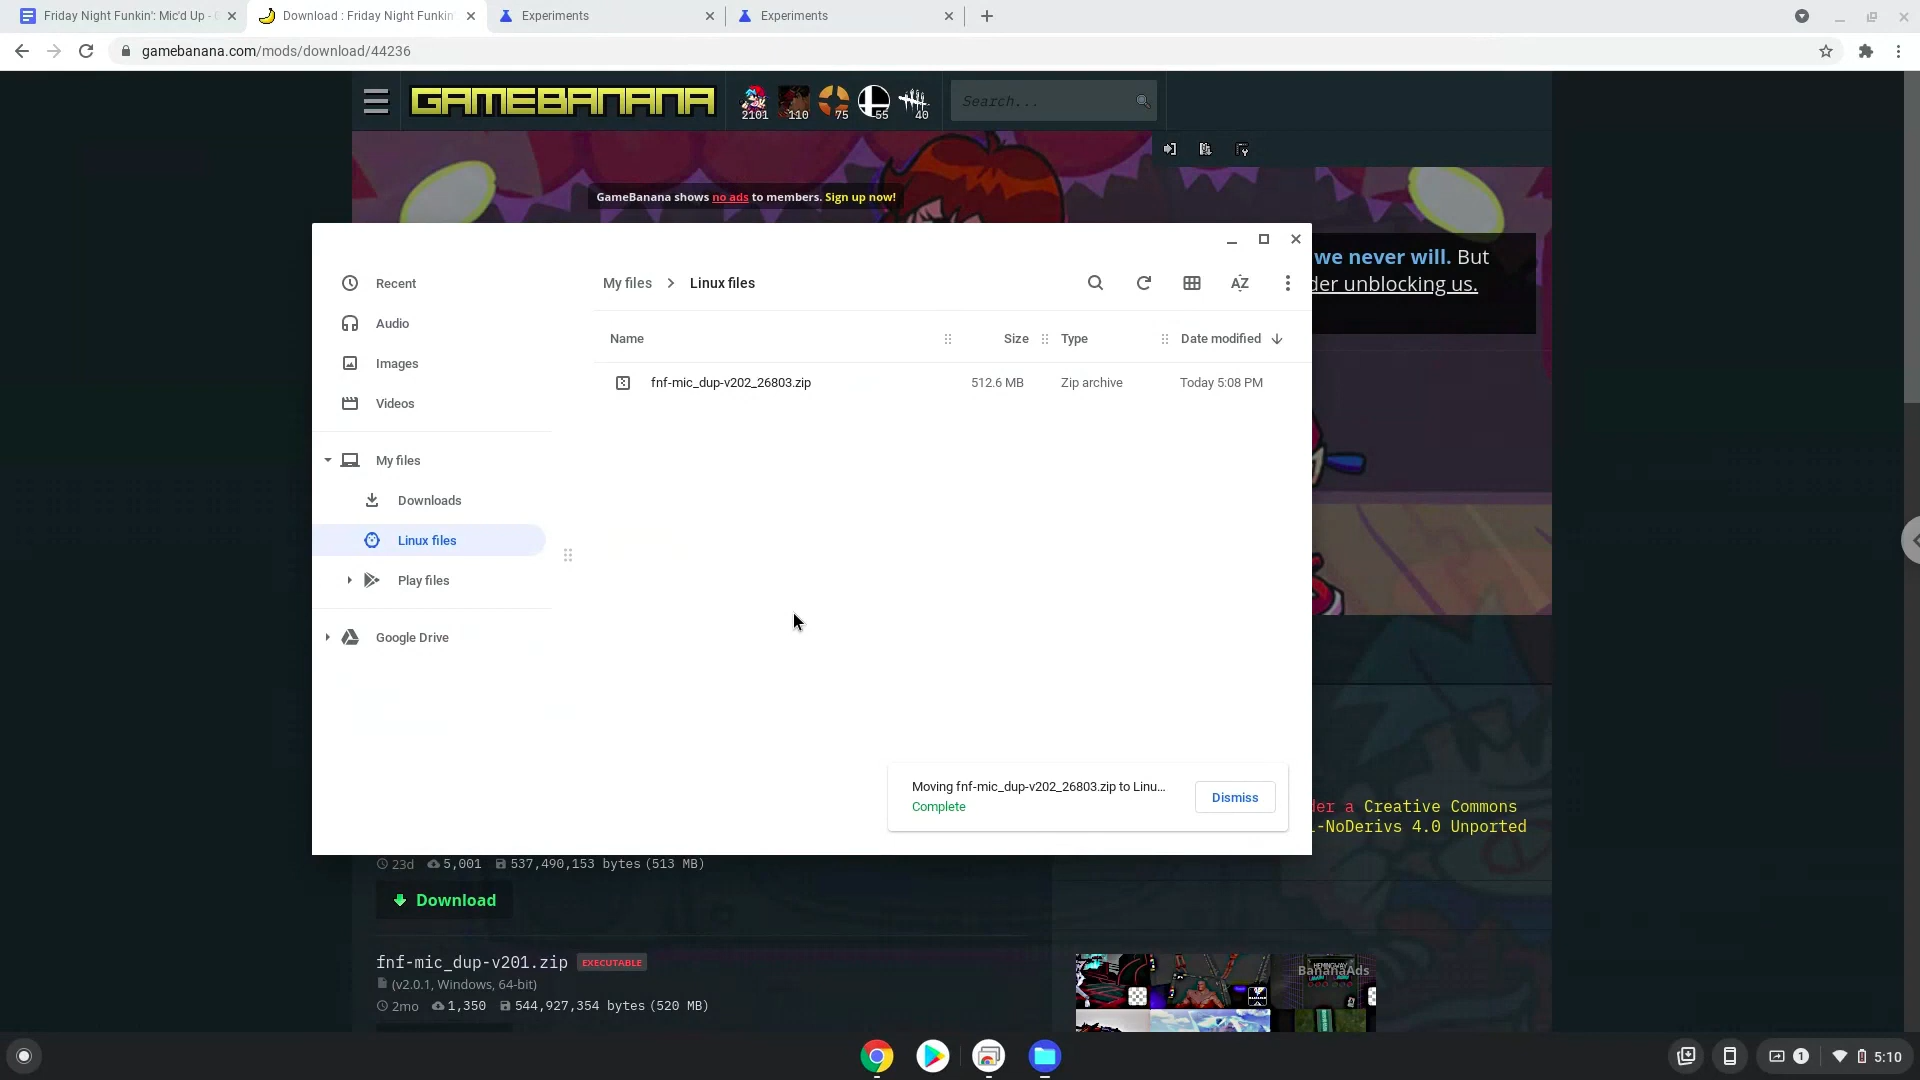 Friday Night Funkin': Mic'd Up -
Download : Friday Night Funkin'
Experiments
Experiments
gamebanana.com/mods/download/44236
GAMEBANANA
2101
110
75
55
40
Search...
GameBanana shows no ads to members. Sign up now!
we never will. But
der unblocking us.
Recent
Audio
Images
Videos
My files
Downloads
Linux files
Play files
Google Drive
My files
Linux files
Name
Size
Type
Date modified
fnf-mic_dup-v202_26803.zip
512.6 MB
Zip archive
Today 5:08 PM
Moving fnf-mic_dup-v202_26803.zip to Linu...
Complete
Dismiss
der a Creative Commons
-NoDerivs 4.0 Unported
23d 5,001 537,490,153 bytes (513 MB)
Download
fnf-mic_dup-v201.zip EXECUTABLE
(v2.0.1, Windows, 64-bit)
2mo 1,350 544,927,354 bytes (520 MB)
BananaAds
1
5:10